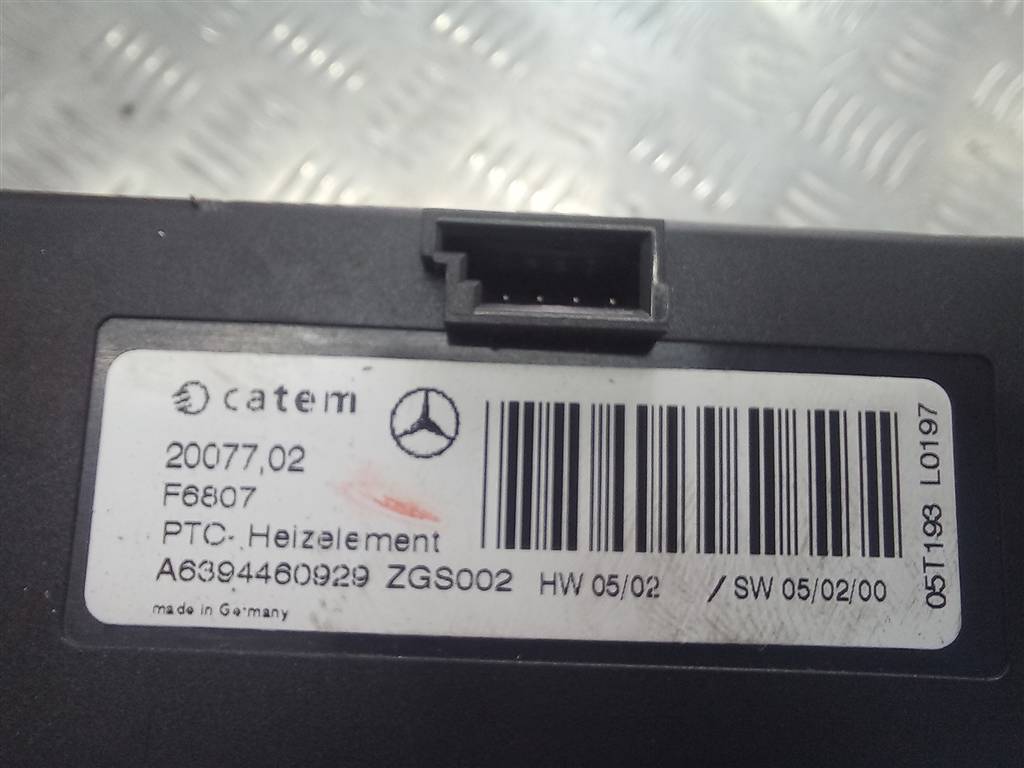 catem
20077,02
F6807
PTC-Heizelement
A6394460929 ZGS002 HW 05/02 / SW 05/02/00
made in Germany
05T193 L0197